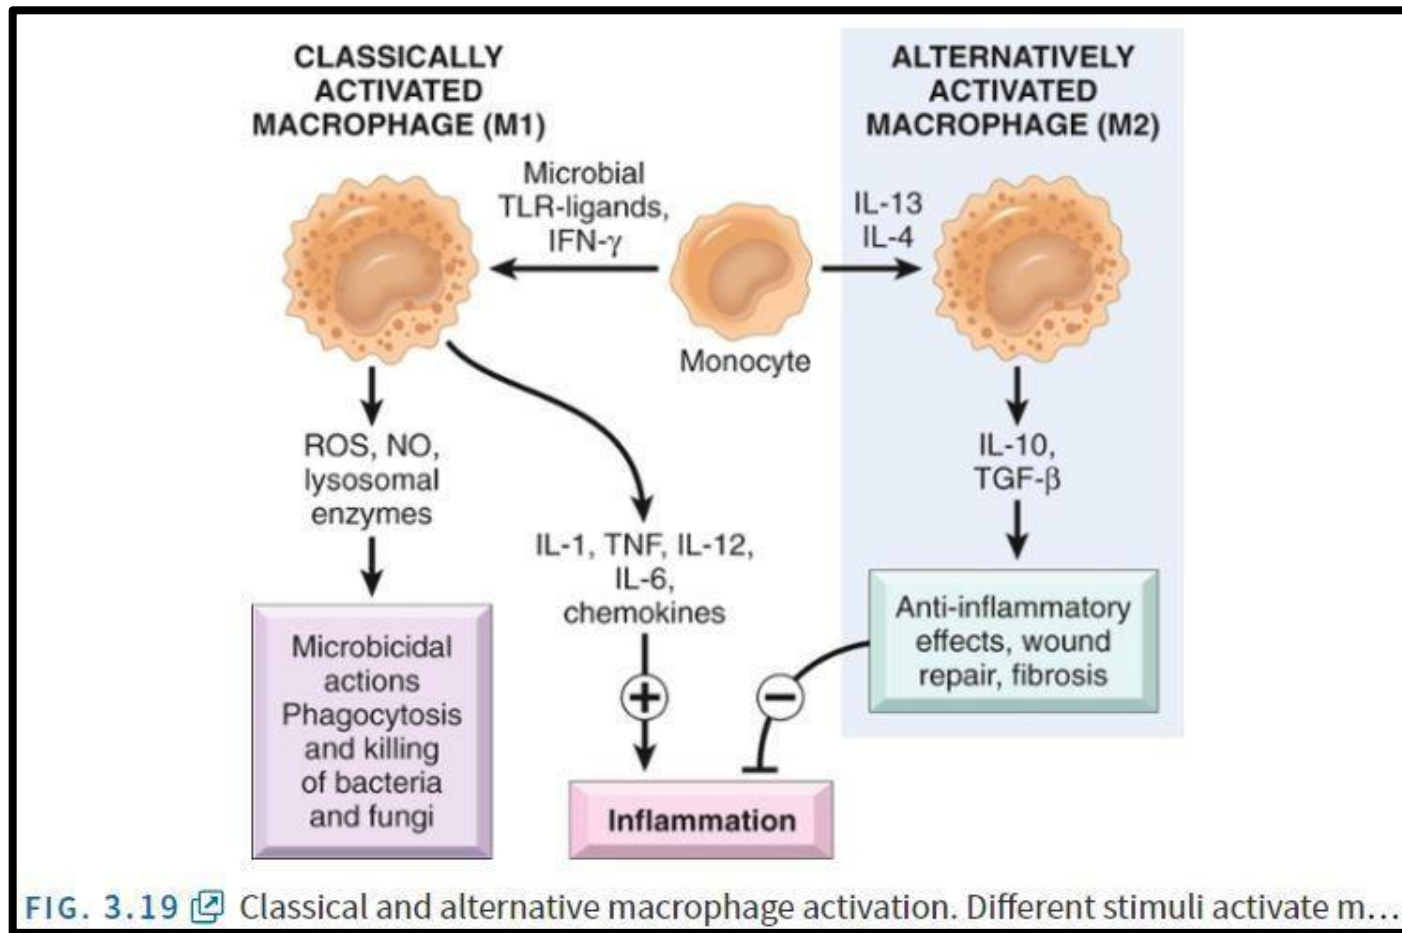 CLASSICALLY
ACTIVATED
MACROPHAGE (M1)
ALTERNATIVELY
ACTIVATED
MACROPHAGE (M2)
Microbial
TLR-ligands,
IFN-γ
IL-13
IL-4
Monocyte
ROS, NO,
lysosomal
enzymes
IL-1, TNF, IL-12,
IL-6,
chemokines
IL-10,
TGF-β
Microbicidal
actions
Phagocytosis
and killing
of bacteria
and fungi
+
−
Anti-inflammatory
effects, wound
repair, fibrosis
Inflammation
FIG. 3.19 Classical and alternative macrophage activation. Different stimuli activate m...